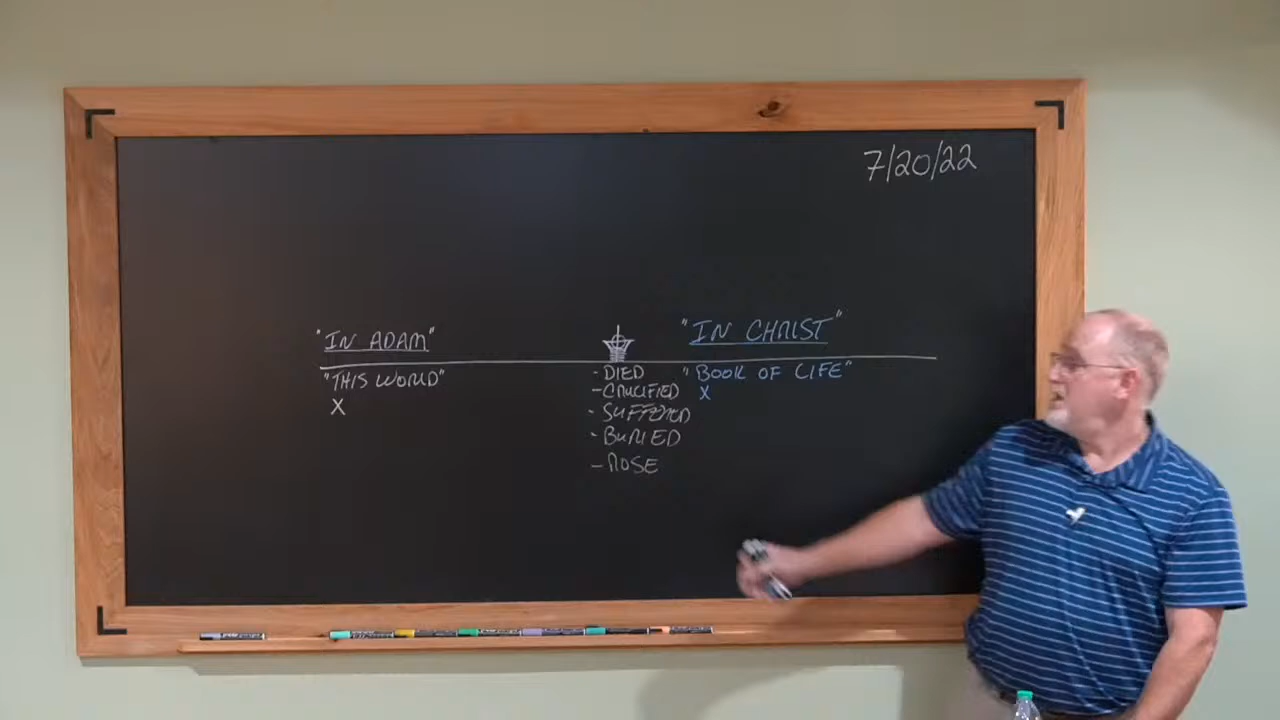 7/20/22
"IN ADAM"
"IN CHRIST"
"THIS WORLD"
X
- DIED
- CRUCIFIED
- SUFFERED
- BURIED
- ROSE
"BOOK OF LIFE"
X